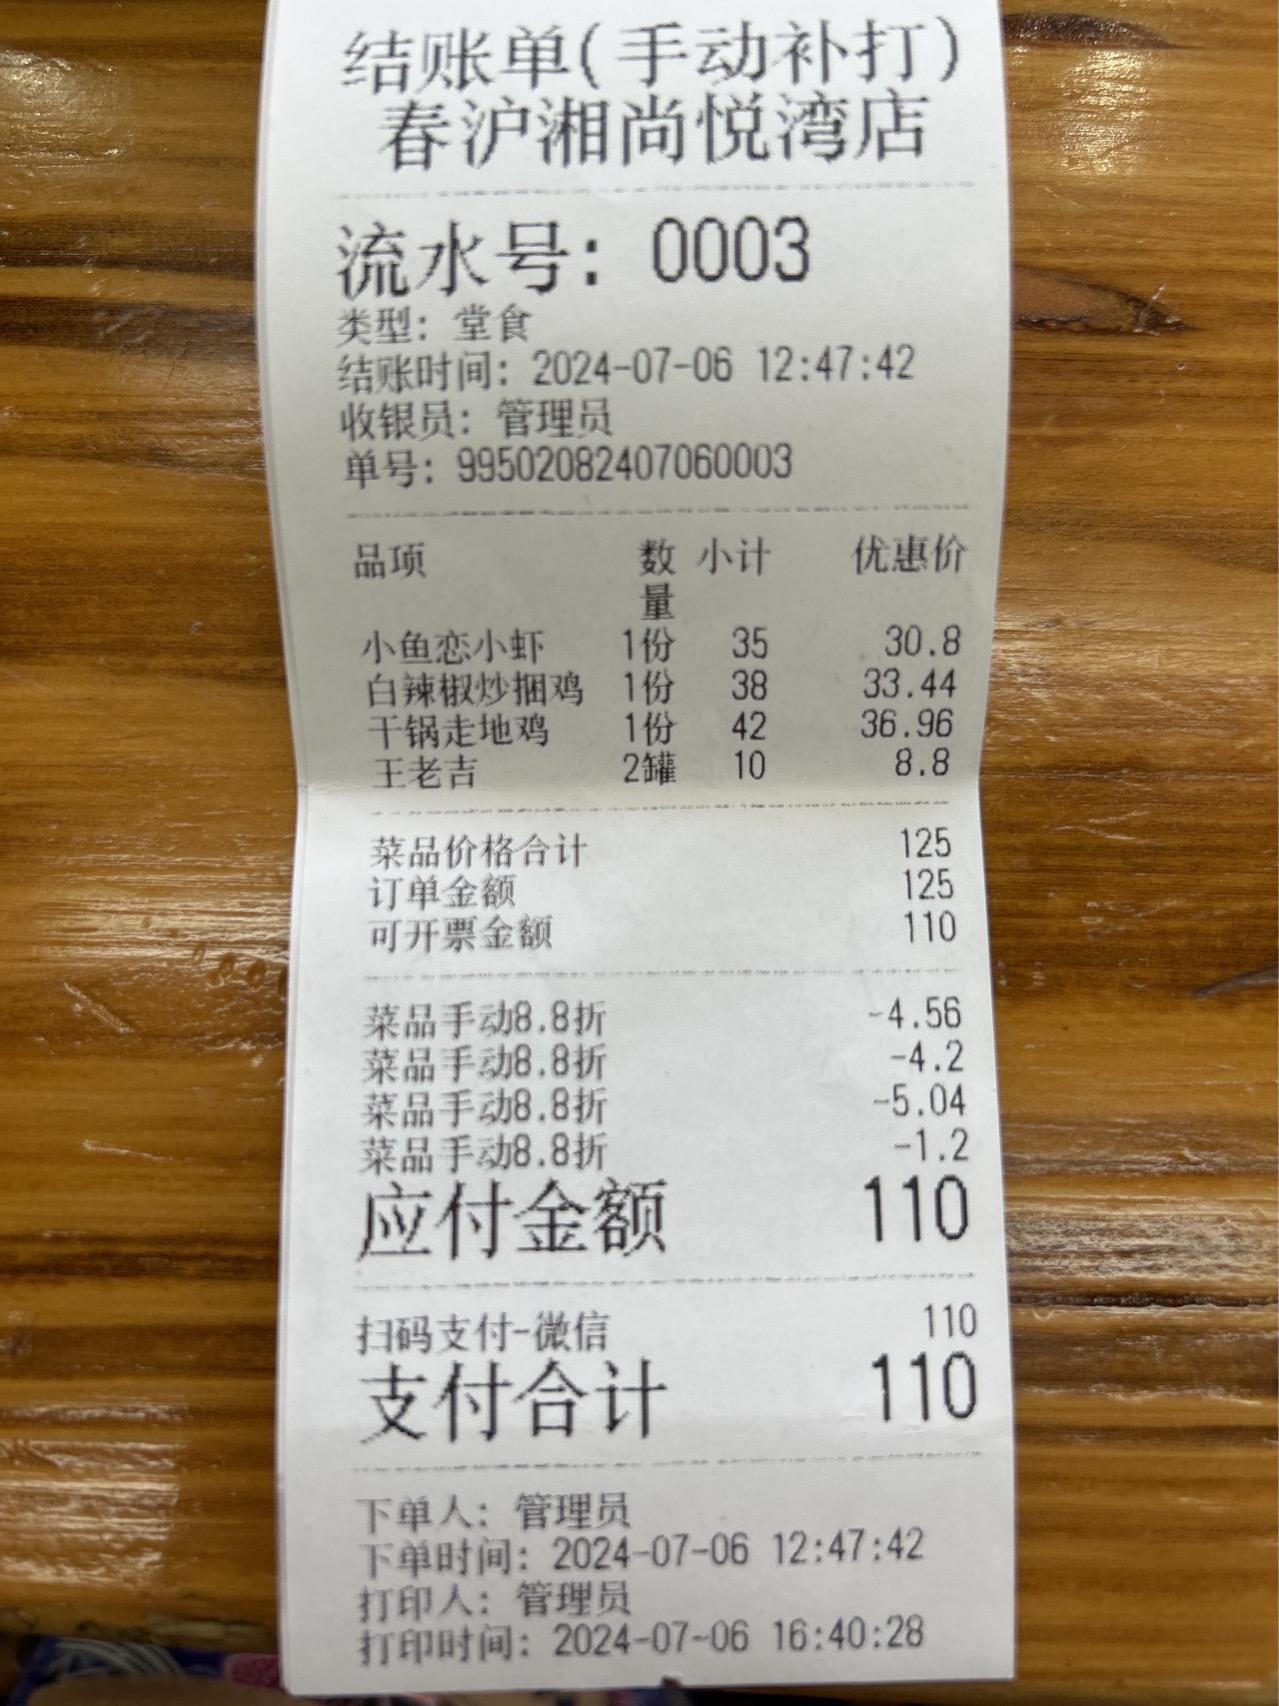 结账单(手动补打)
春沪湘尚悦湾店
流水号: 0003
类型: 堂食
结账时间: 2024-07-06 12:47:42
收银员: 管理员
单号: 99502082407060003
品项 数量 小计 优惠价
小鱼恋小虾 1份 35 30.8
白辣椒炒捆鸡 1份 38 33.44
干锅走地鸡 1份 42 36.96
王老吉 2罐 10 8.8
菜品价格合计 125
订单金额 125
可开票金额 110
菜品手动8.8折 -4.56
菜品手动8.8折 -4.2
菜品手动8.8折 -5.04
菜品手动8.8折 -1.2
应付金额 110
扫码支付-微信 110
支付合计 110
下单人: 管理员
下单时间: 2024-07-06 12:47:42
打印人: 管理员
打印时间: 2024-07-06 16:40:28